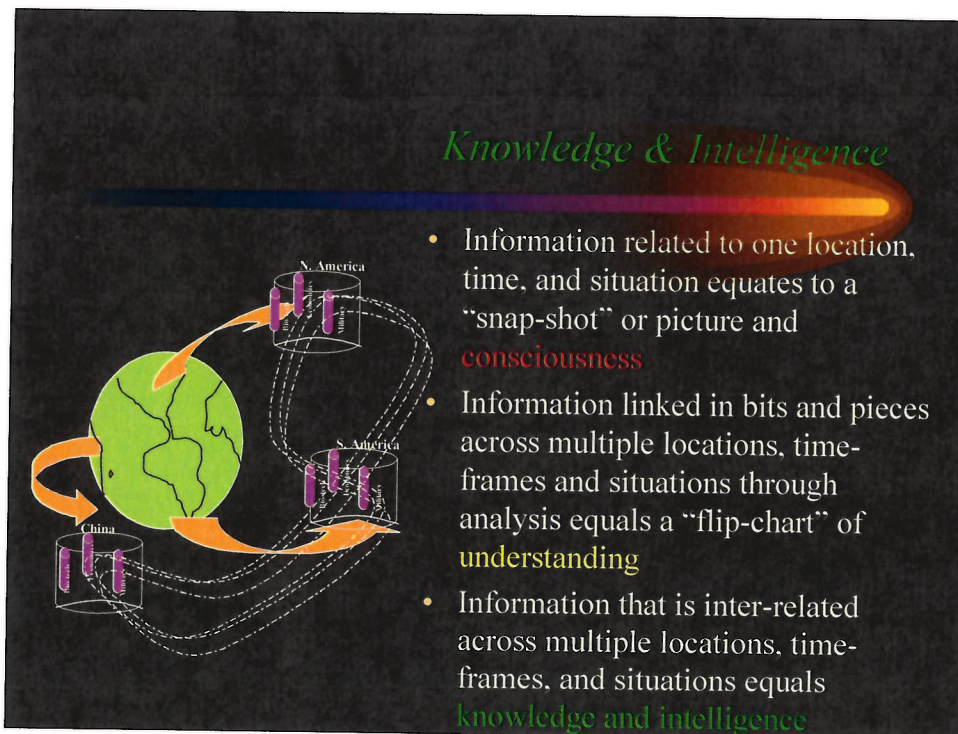 Knowledge & Intelligence
• Information related to one location,
time, and situation equates to a
“snap-shot” or picture and
consciousness
• Information linked in bits and pieces
across multiple locations, time-
frames and situations through
analysis equals a “flip-chart” of
understanding
• Information that is inter-related
across multiple locations, time-
frames, and situations equals
knowledge and intelligence
N. America
Military
S. America
Military
China